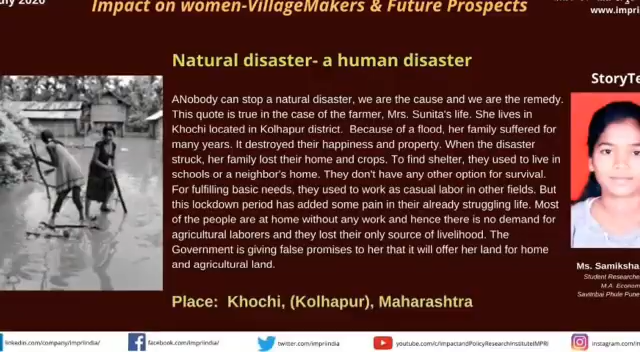 2020
Impact on women-VillageMakers & Future Prospects
www.impri
Natural disaster- a human disaster
StoryTe
ANobody can stop a natural disaster, we are the cause and we are the remedy.
This quote is true in the case of the farmer, Mrs. Sunita's life. She lives in
Khochi located in Kolhapur district. Because of a flood, her family suffered for
many years. It destroyed their happiness and property. When the disaster
struck, her family lost their home and crops. To find shelter, they used to live in
schools or a neighbor's home. They don't have any other option for survival.
For fulfilling basic needs, they used to work as casual labor in other fields. But
this lockdown period has added some pain in their already struggling life. Most
of the people are at home without any work and hence there is no demand for
agricultural laborers and they lost their only source of livelihood. The
Government is giving false promises to her that it will offer her land for home
and agricultural land.
Ms. Samiksha
Student Researche
M.A. Econom
Savitribai Phule Pune
Place: Khochi, (Kolhapur), Maharashtra
linkedin.com/company/impriindia/
facebook.com/impriindia/
twitter.com/impriindia
youtube.com/c/ImpactandPolicyResearchInstituteIMPRI
instagram.com/im